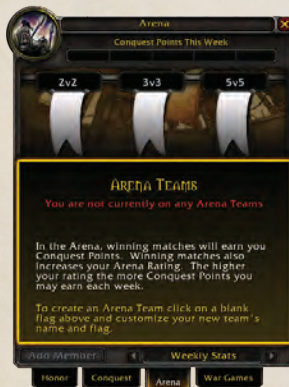 Arena
Conquest Points This Week
2v2 3v3 5v5
Arena Teams
You are not currently on any Arena Teams
In the Arena, winning matches will earn you
Conquest Points. Winning matches also
increases your Arena Rating. The higher
your rating the more Conquest Points you
may earn each week.
To create an Arena Team click on a blank
flag above and customize your new team's
name and flag.
Add Member Weekly Stats
Honor Conquest Arena War Games